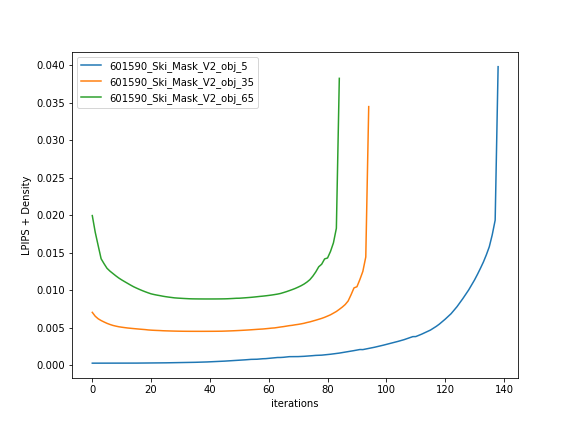 601590_Ski_Mask_V2_obj_5
601590_Ski_Mask_V2_obj_35
601590_Ski_Mask_V2_obj_65
0.040
0.035
0.030
0.025
0.020
0.015
0.010
0.005
0.000
LPIPS + Density
0 20 40 60 80 100 120 140
iterations